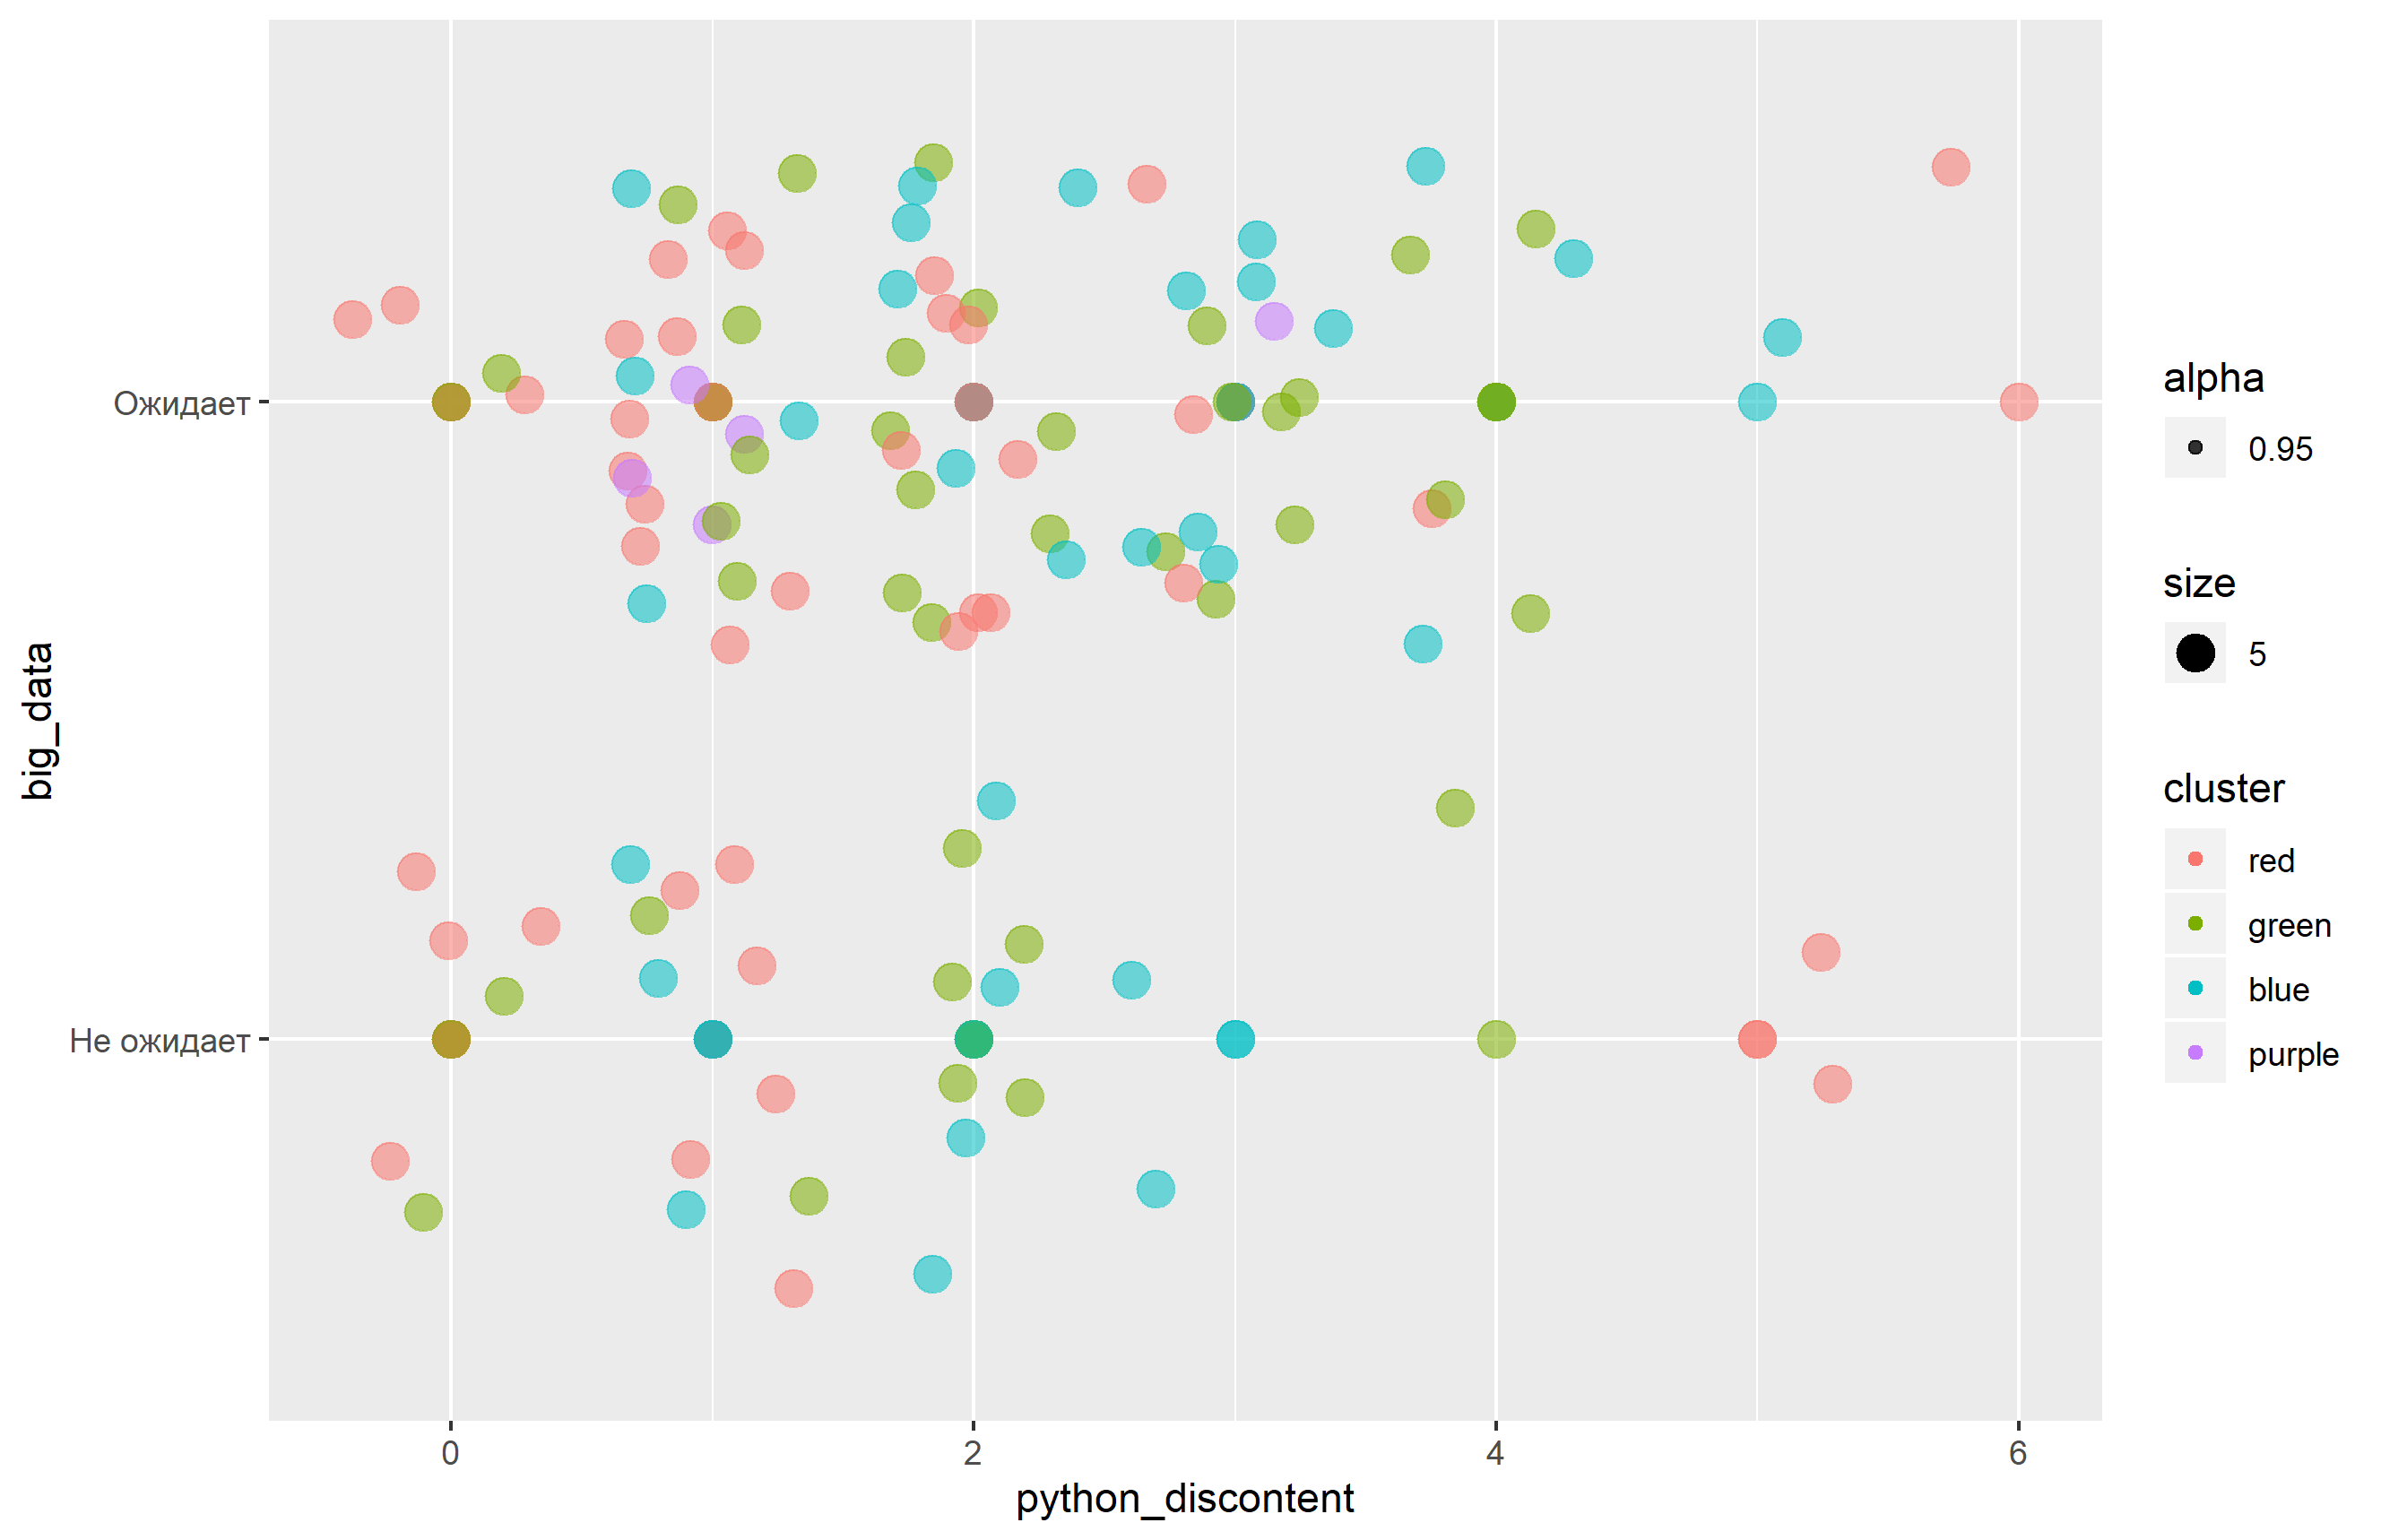 big_data
Ожидает
Не ожидает
0
2
4
6
python_discontent
alpha
0.95
size
5
cluster
red
green
blue
purple